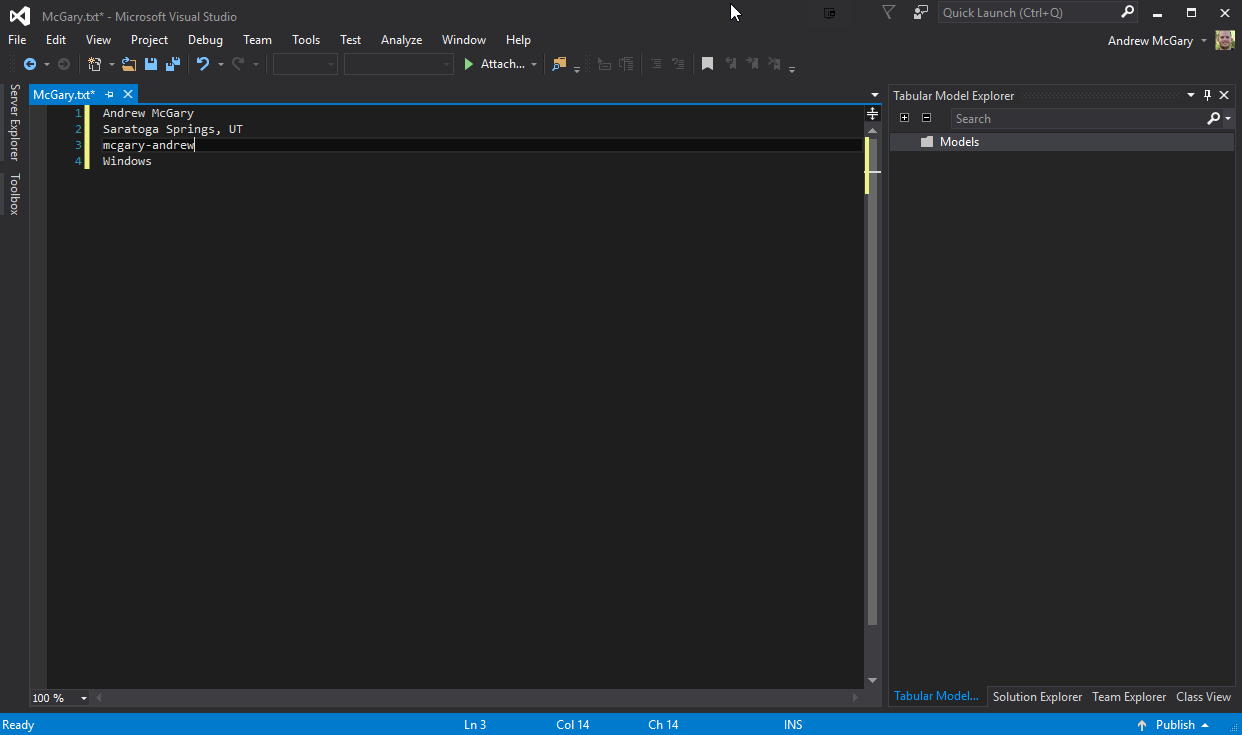 McGary.txt* - Microsoft Visual Studio
Quick Launch (Ctrl+Q)
File Edit View Project Debug Team Tools Test Analyze Window Help
Andrew McGary
Attach...
Server Explorer
Toolbox
McGary.txt*
1 Andrew McGary
2 Saratoga Springs, UT
3 mcgary-andrew
4 Windows
100 %
Tabular Model Explorer
Search
Models
Tabular Model... Solution Explorer Team Explorer Class View
Ready Ln 3 Col 14 Ch 14 INS Publish